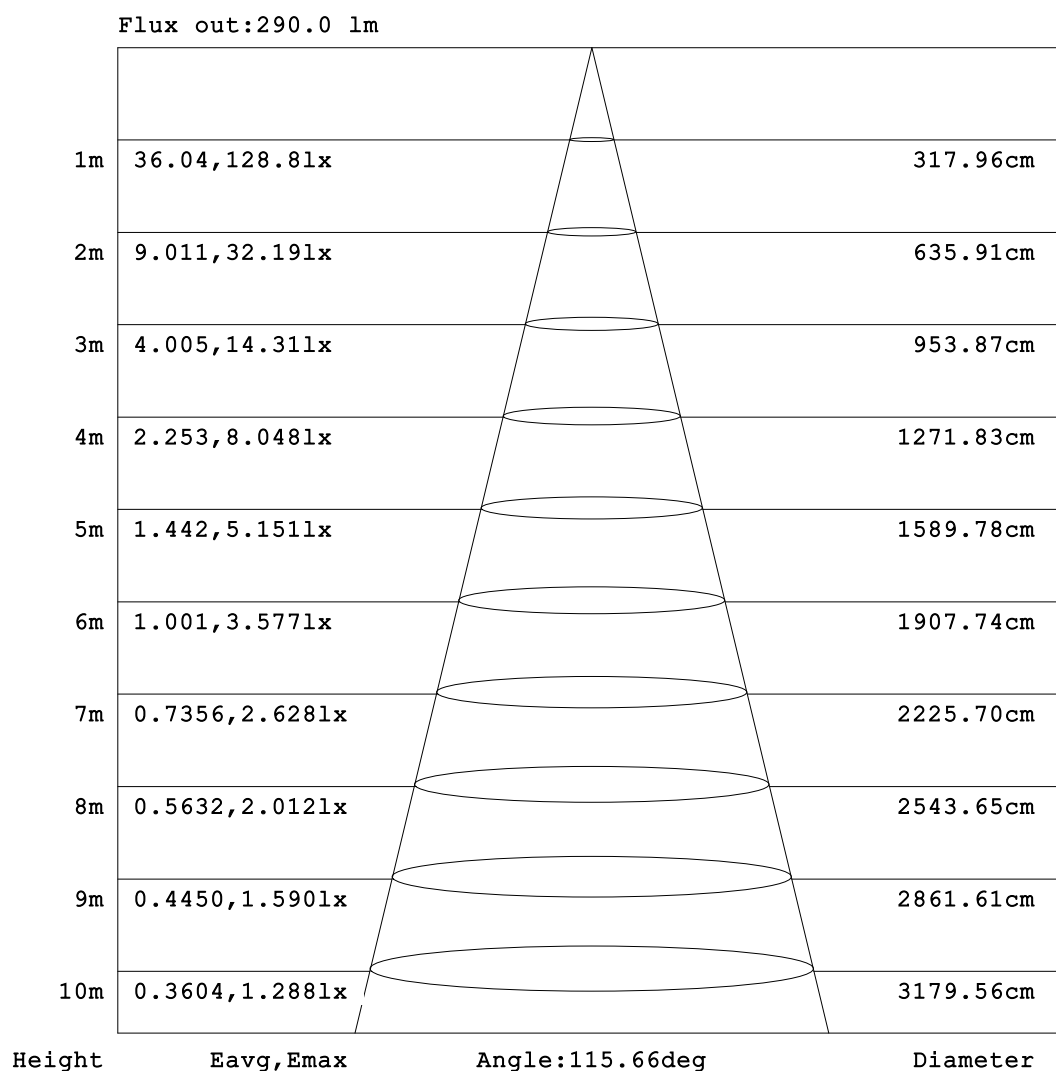 Flux out:290.0 lm
1m 36.04,128.8lx 317.96cm
2m 9.011,32.19lx 635.91cm
3m 4.005,14.31lx 953.87cm
4m 2.253,8.048lx 1271.83cm
5m 1.442,5.151lx 1589.78cm
6m 1.001,3.577lx 1907.74cm
7m 0.7356,2.628lx 2225.70cm
8m 0.5632,2.012lx 2543.65cm
9m 0.4450,1.590lx 2861.61cm
10m 0.3604,1.288lx 3179.56cm
Height Eavg,Emax Angle:115.66deg Diameter